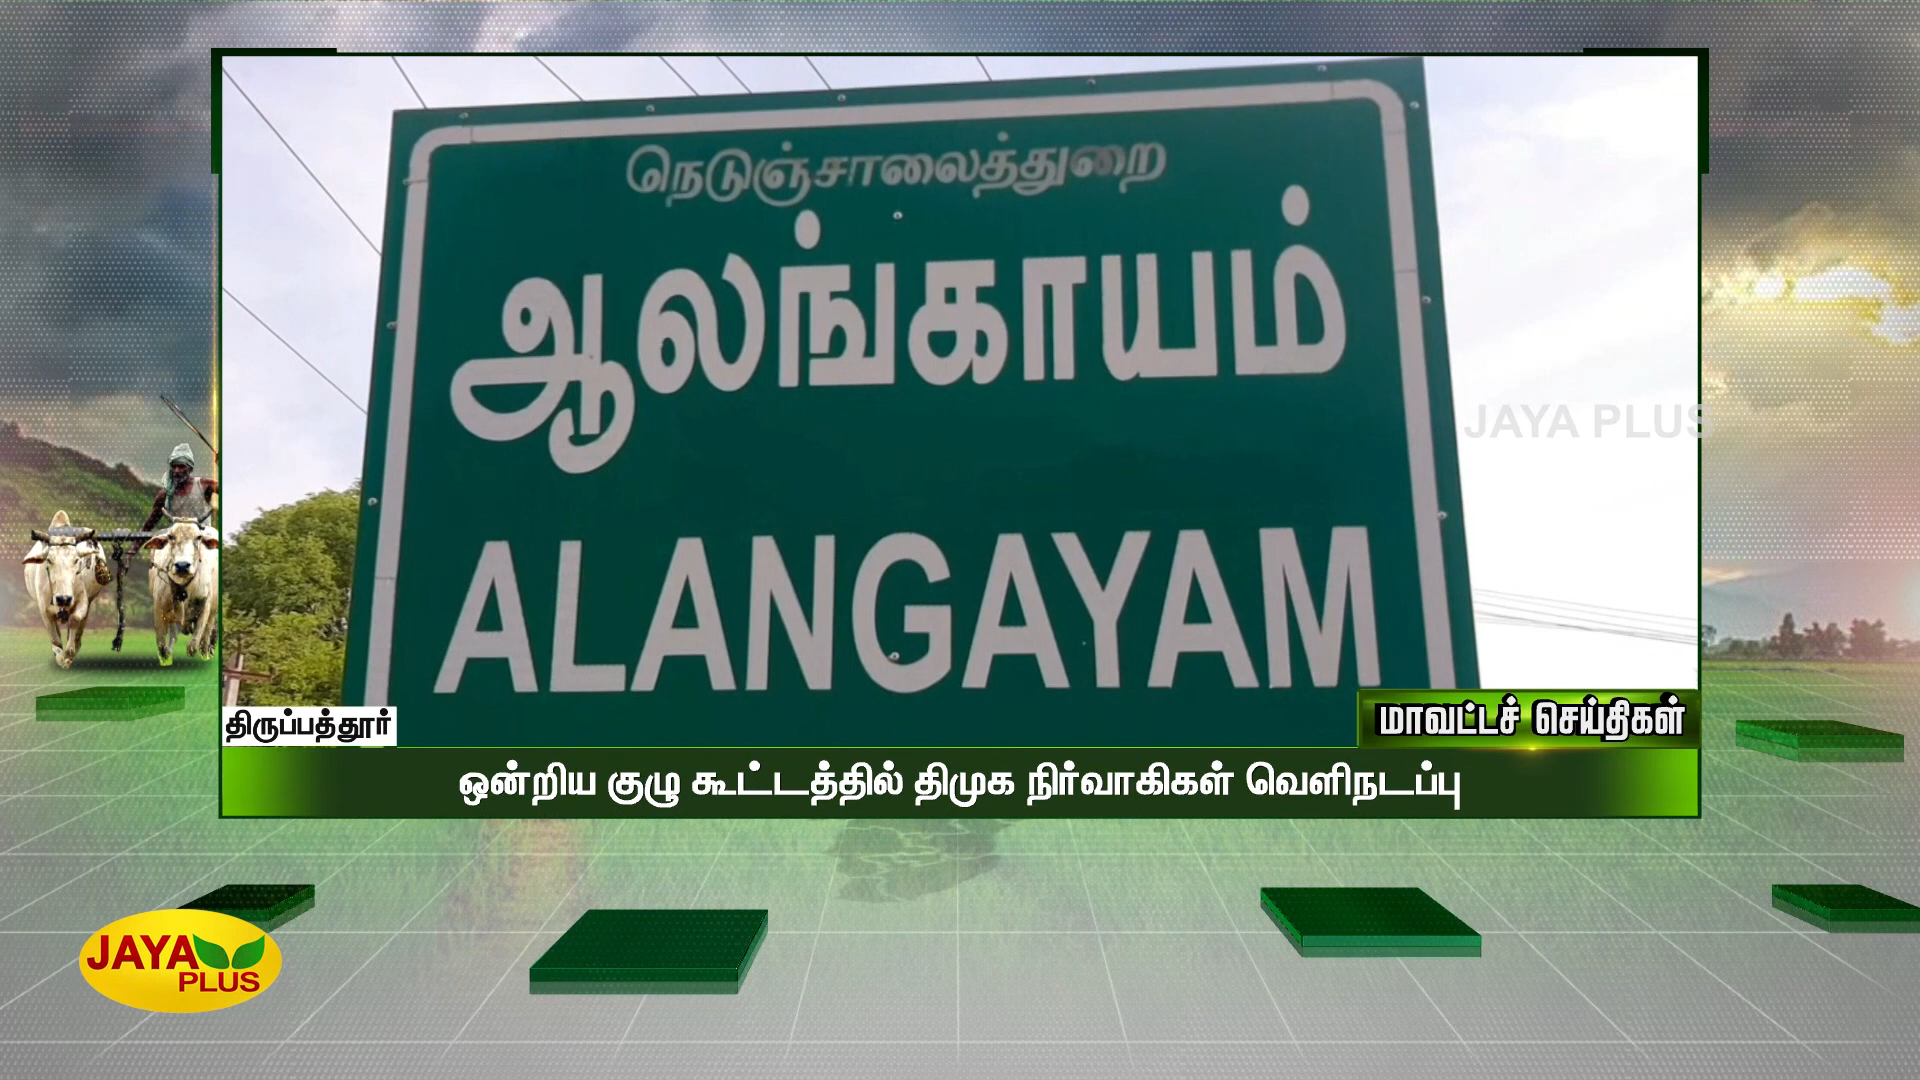 நெடுஞ்சாலைத்துறை
ஆலங்காயம்
JAYA PLUS
ALANGAYAM
திருப்பத்தூர்
மாவட்டச் செய்திகள்
ஒன்றிய குழு கூட்டத்தில் திமுக நிர்வாகிகள் வெளிநடப்பு
JAYA
PLUS